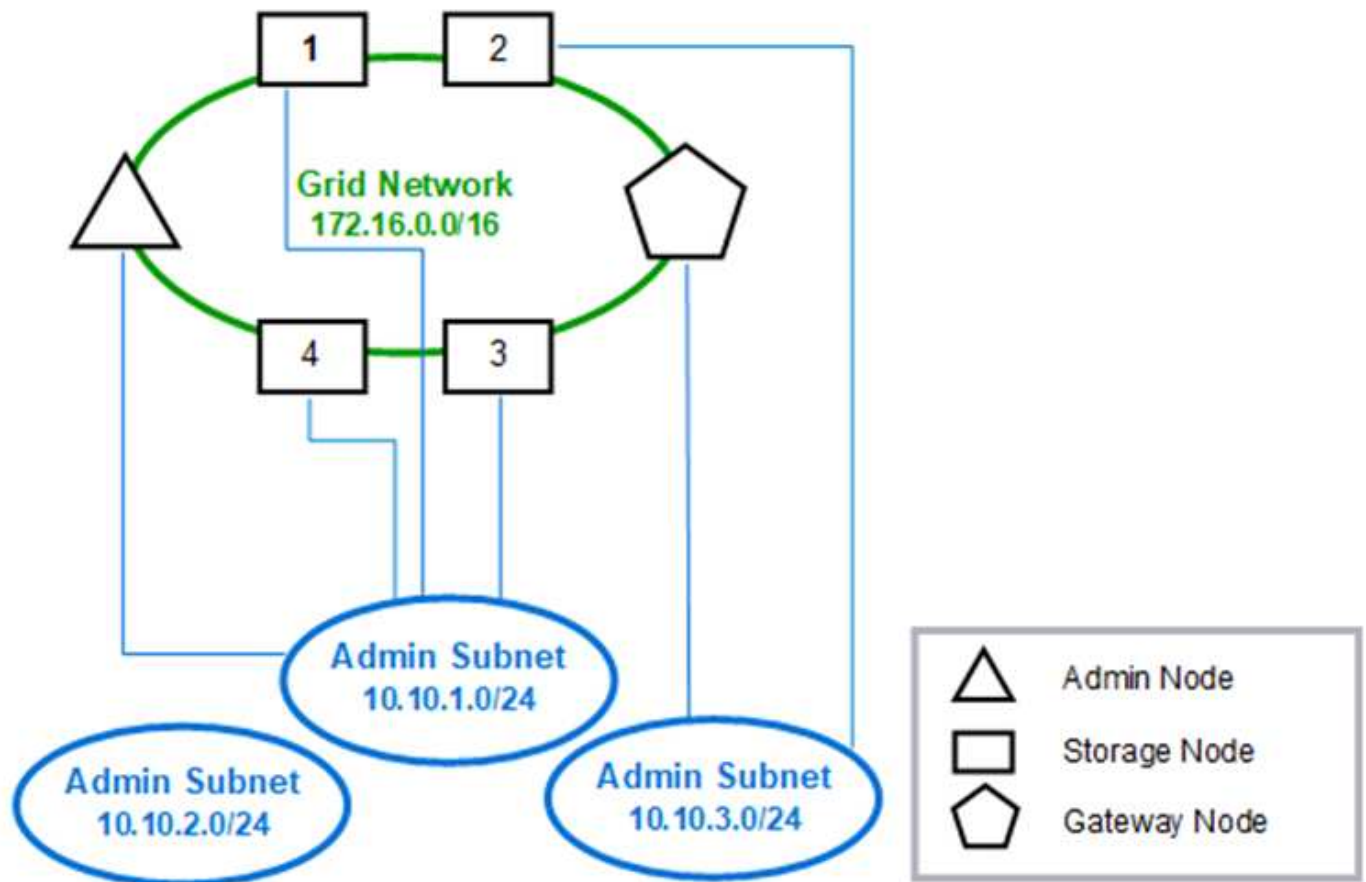 1
2
Grid Network
172.16.0.0/16
4
3
Admin Subnet
10.10.1.0/24
Admin Subnet
10.10.2.0/24
Admin Subnet
10.10.3.0/24
Admin Node
Storage Node
Gateway Node